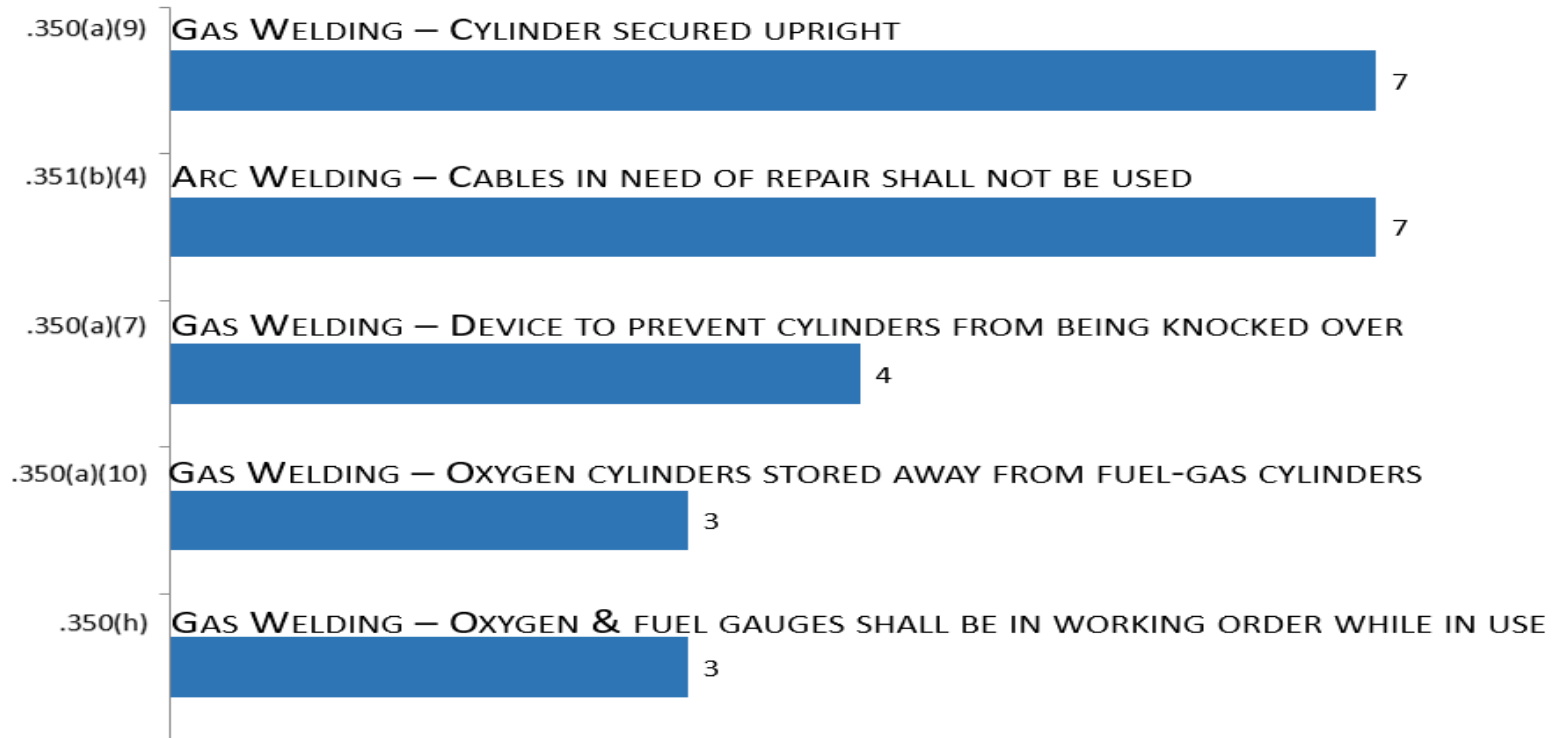 .350(a)(9) Gas Welding – Cylinder secured upright
7
.351(b)(4) Arc Welding – Cables in need of repair shall not be used
7
.350(a)(7) Gas Welding – Device to prevent cylinders from being knocked over
4
.350(a)(10) Gas Welding – Oxygen cylinders stored away from fuel-gas cylinders
3
.350(h) Gas Welding – Oxygen & fuel gauges shall be in working order while in use
3